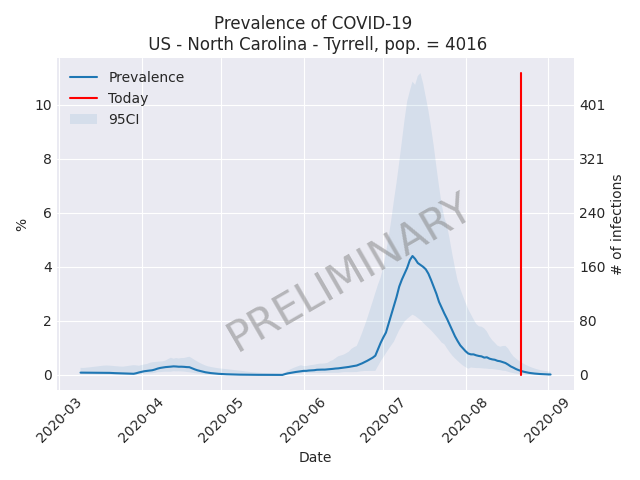 Prevalence of COVID-19
US - North Carolina - Tyrrell, pop. = 4016
Prevalence
Today
95CI
10
8
6
4
2
0
%
401
321
240
160
80
0
# of infections
PRELIMINARY
2020-03
2020-04
2020-05
2020-06
2020-07
2020-08
2020-09
Date